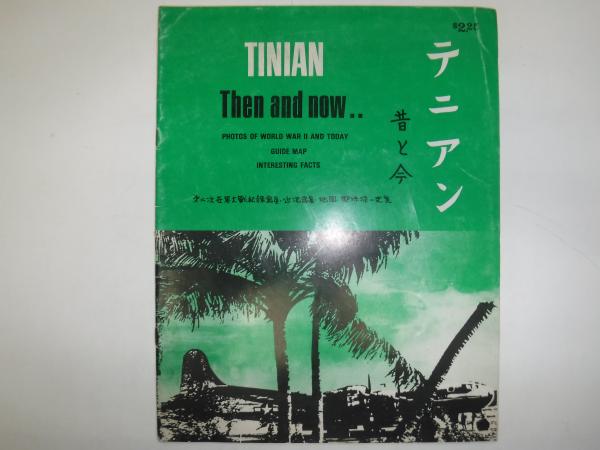 $2.25
TINIAN
Then and now..
PHOTOS OF WORLD WAR II AND TODAY
GUIDE MAP
INTERESTING FACTS
テニアン
昔と今